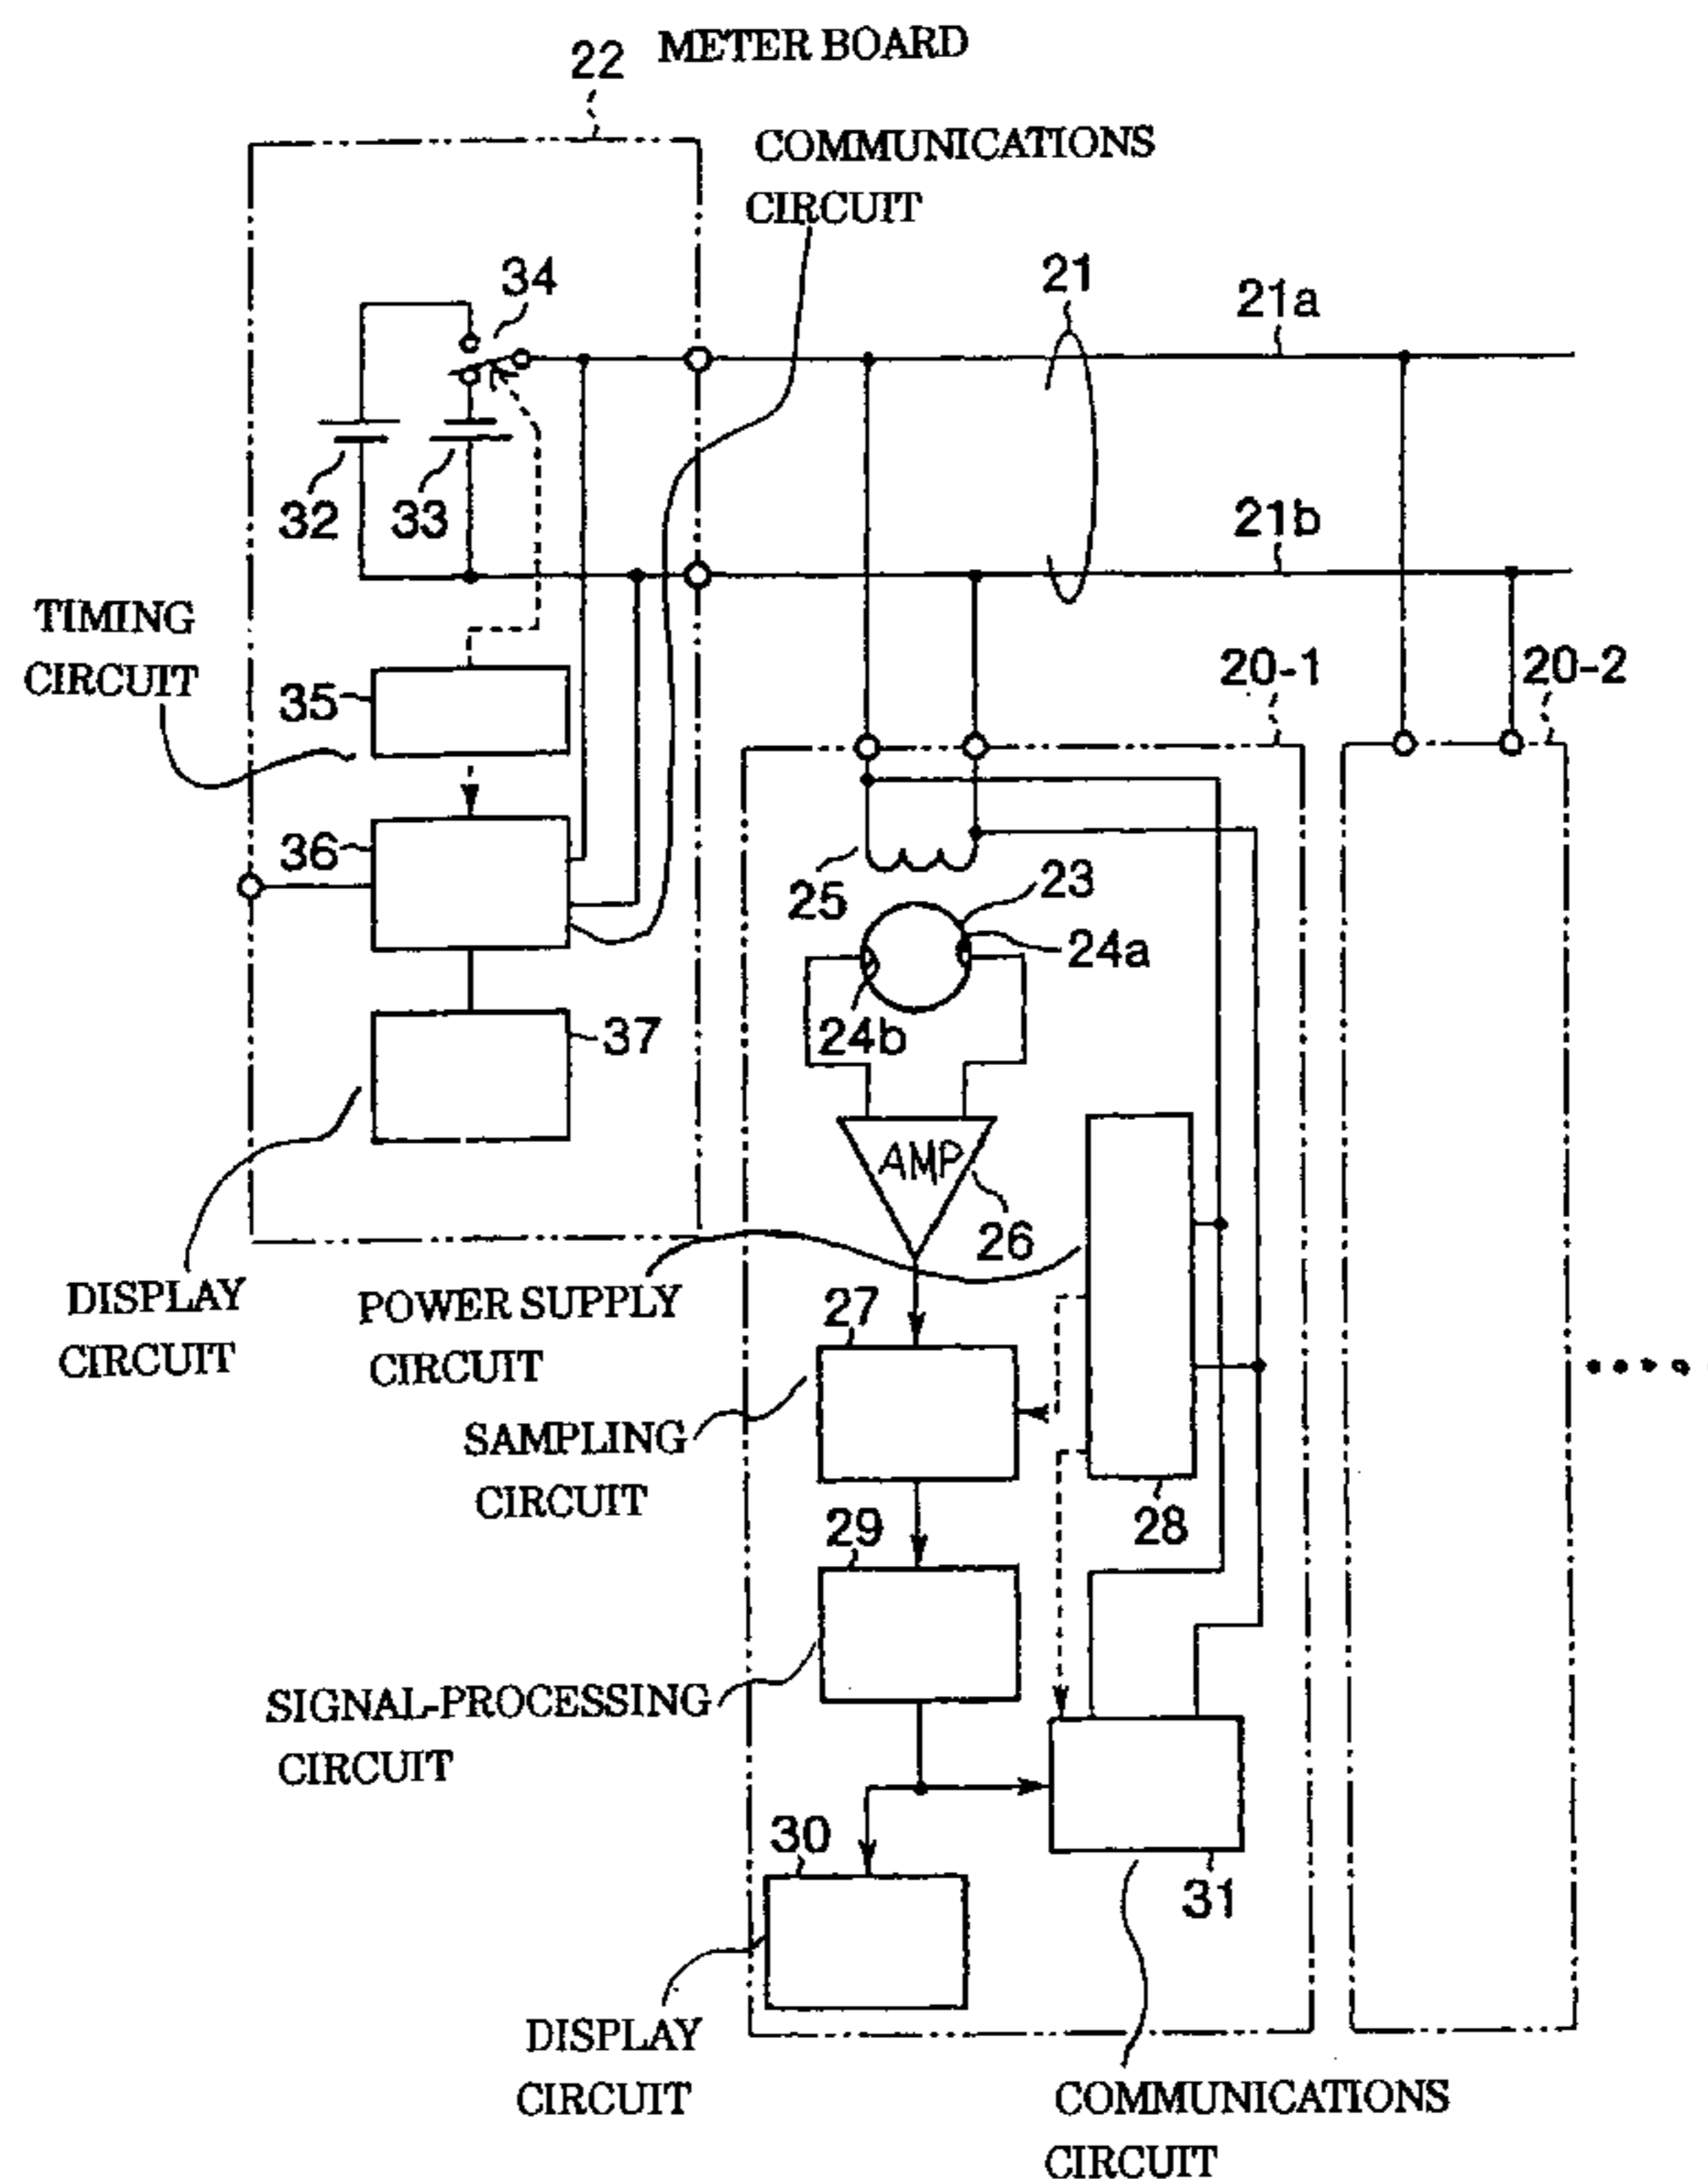 22
METER BOARD
COMMUNICATIONS
CIRCUIT
34
21
21a
32
33
21b
TIMING
CIRCUIT
35
20-1
20-2
36
25
23
24a
24b
37
AMP
26
DISPLAY
CIRCUIT
POWER SUPPLY
CIRCUIT
27
SAMPLING
CIRCUIT
28
29
SIGNAL-PROCESSING
CIRCUIT
30
31
DISPLAY
CIRCUIT
COMMUNICATIONS
CIRCUIT